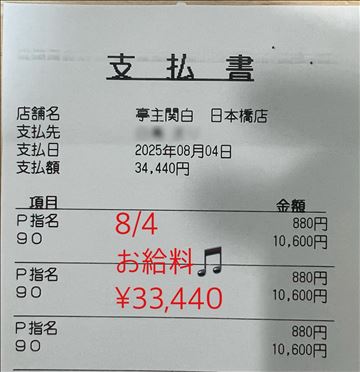 支払書
店舗名 亭主関白 日本橋店
支払先
支払日 2025年08月04日
支払額 34,440円
項目 金額
P指名 880円
90 10,600円
8/4
お給料🎵
P指名 880円
90 10,600円
¥33,440
P指名 880円
90 10,600円